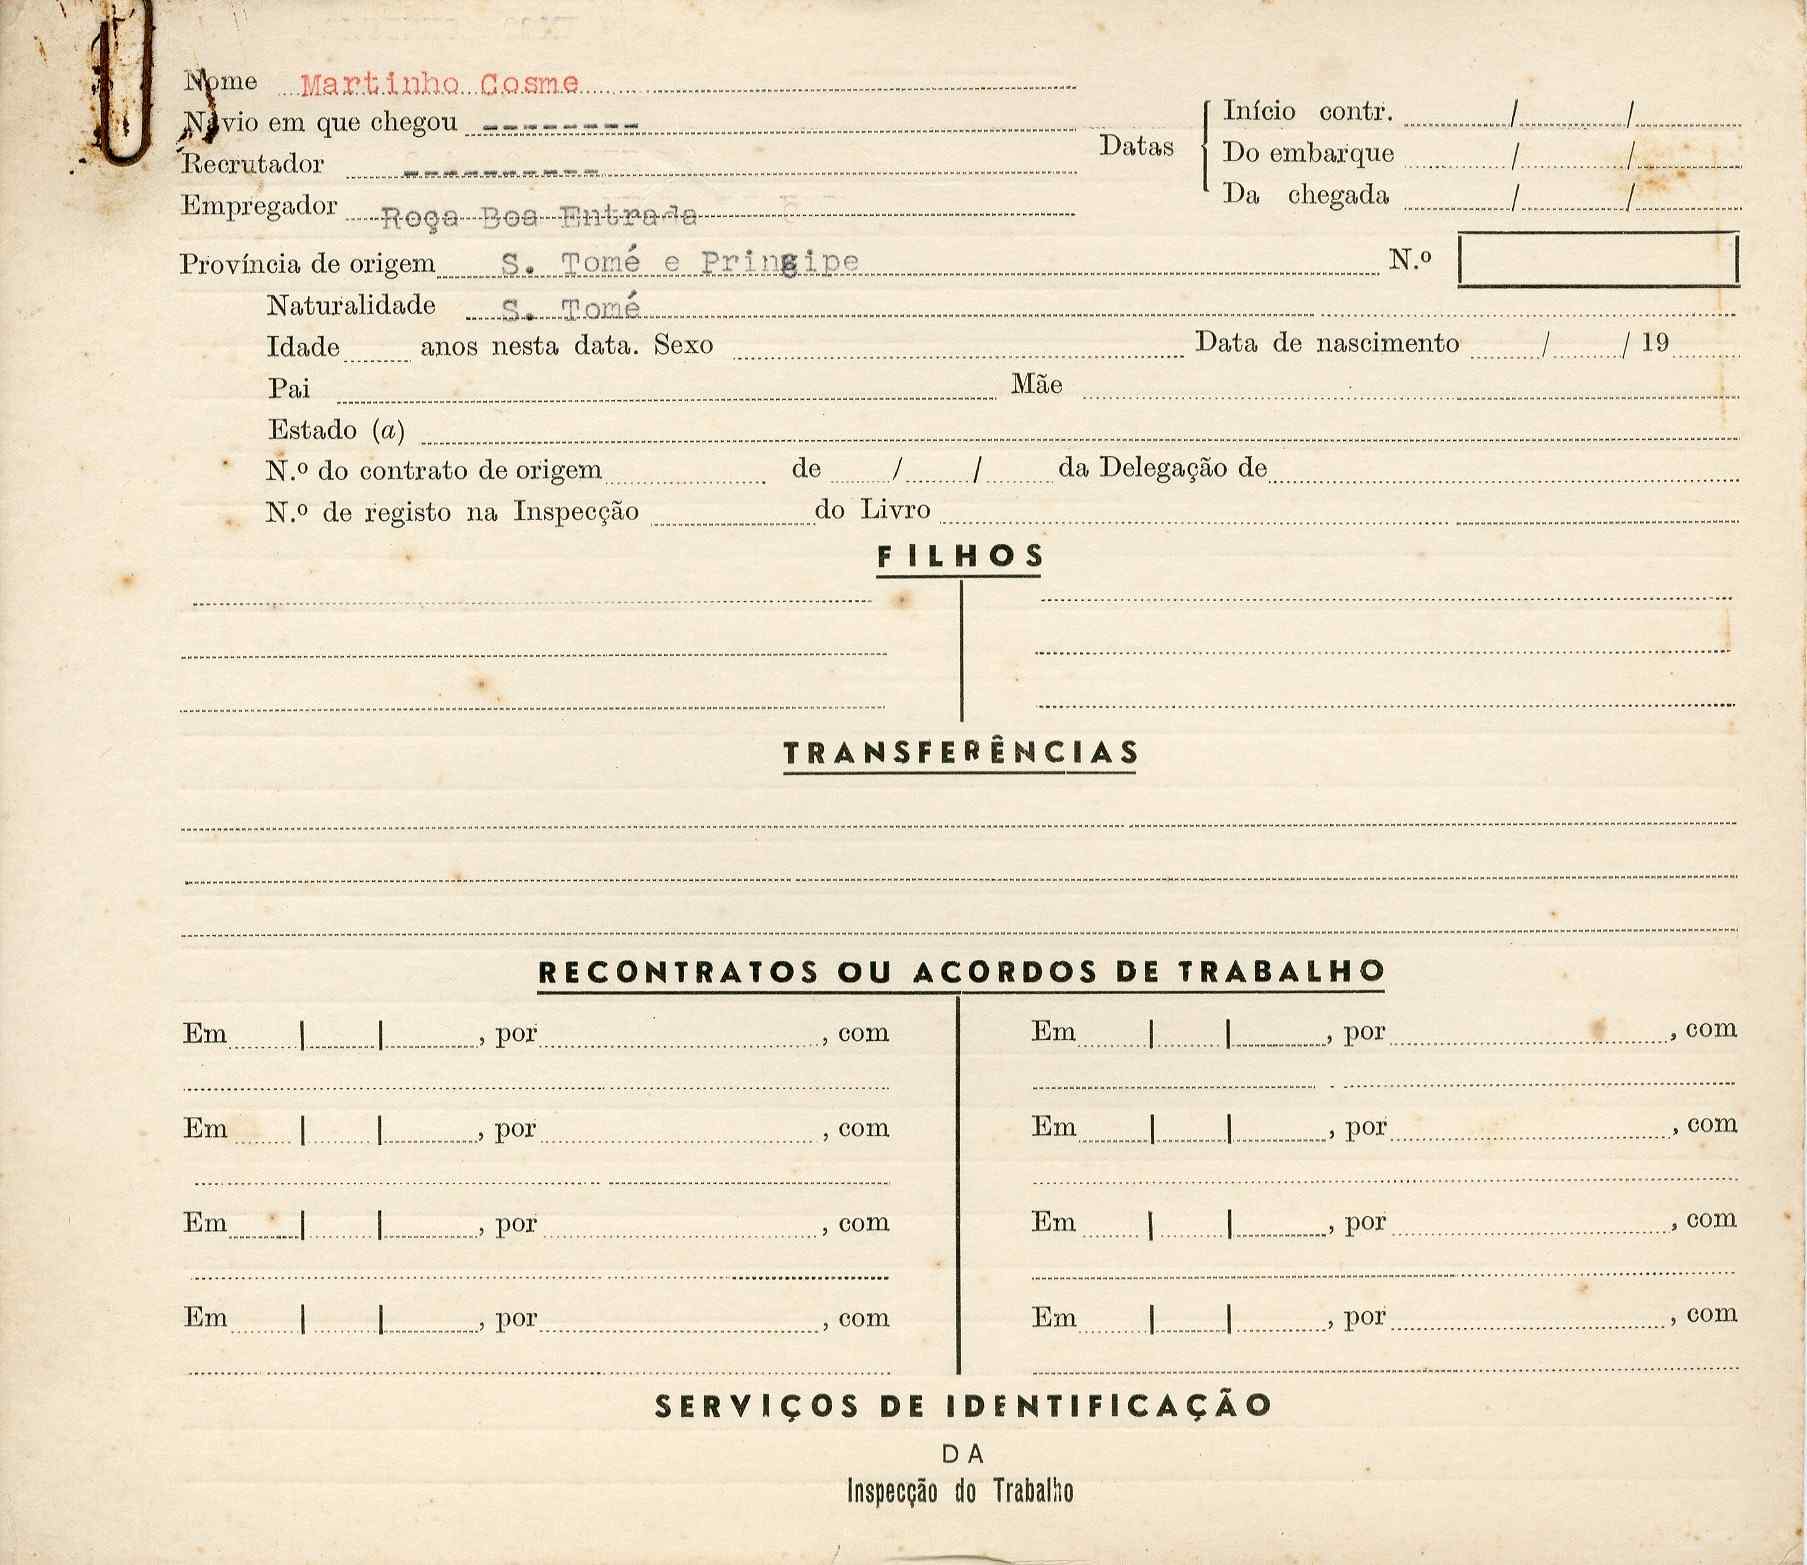 Nome Martinho Cosme
Navio em que chegou --------
Recrutador ----------
Empregador Roça Boa Entrada
Datas
Início contr. / /
Do embarque / /
Da chegada / /
Província de origem S. Tomé e Principe N.º
Naturalidade S. Tomé
Idade anos nesta data. Sexo Data de nascimento / / 19
Pai Mãe
Estado (a)
N.º do contrato de origem de / / da Delegação de
N.º de registo na Inspecção do Livro
FILHOS
TRANSFERÊNCIAS
RECONTRATOS OU ACORDOS DE TRABALHO
Em | | , por , com Em | | , por , com
Em | | , por , com Em | | , por , com
Em | | , por , com Em | | , por , com
Em | | , por , com Em | | , por , com
SERVIÇOS DE IDENTIFICAÇÃO
DA
Inspecção do Trabalho